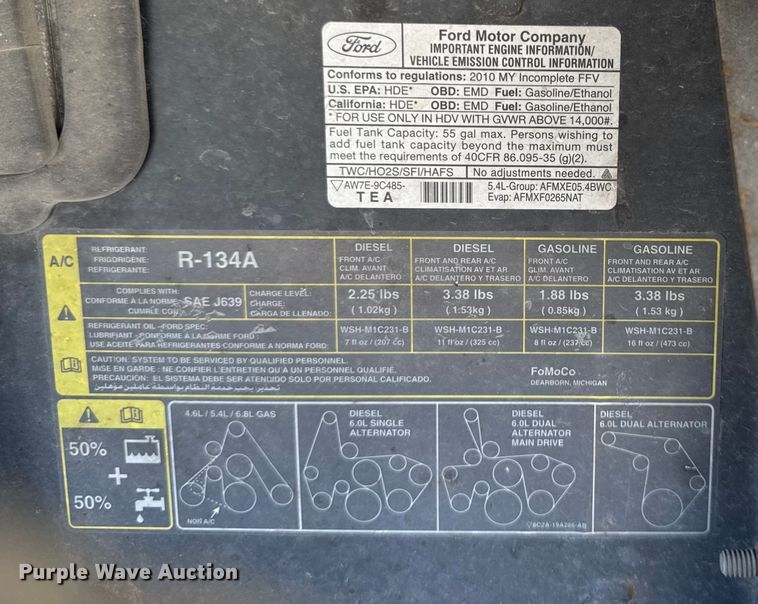 Ford
Ford Motor Company
IMPORTANT ENGINE INFORMATION/
VEHICLE EMISSION CONTROL INFORMATION
Conforms to regulations: 2010 MY Incomplete FFV
U.S. EPA: HDE* OBD: EMD Fuel: Gasoline/Ethanol
California: HDE* OBD: EMD Fuel: Gasoline/Ethanol
* FOR USE ONLY IN HDV WITH GVWR ABOVE 14,000#.
Fuel Tank Capacity: 55 gal max. Persons wishing to
add fuel tank capacity beyond the maximum must
meet the requirements of 40CFR 86.095-35 (g)(2).
TWC/HO2S/SFI/HAFS No adjustments needed.
AW7E-9C485-
TEA
5.4L-Group: AFMXE05.4BWC
Evap: AFMXF0265NAT
A/C
REFRIGERANT:
FRIGORIGÈNE:
REFRIGERANTE:
R-134A
DIESEL
FRONT A/C
CLIM. AVANT
A/C DELANTERO
DIESEL
FRONT AND REAR A/C
CLIMATISATION AV ET AR
A/C DELANTERO Y TRASERO
GASOLINE
FRONT A/C
CLIM. AVANT
A/C DELANTERO
GASOLINE
FRONT AND REAR A/C
CLIMATISATION AV ET AR
A/C DELANTERO Y TRASERO
COMPLIES WITH:
CONFORME À LA NORME:
CUMPLE CON:
SAE J639
CHARGE LEVEL:
CHARGE:
CARGA DE LLENADO:
2.25 lbs
(1.02kg)
3.38 lbs
(1.53kg)
1.88 lbs
(0.85kg)
3.38 lbs
(1.53 kg)
REFRIGERANT OIL -FORD SPEC:
LUBRIFIANT - CONFORME À LA NORME FORD:
USE ACEITE PARA REFRIGERANTES CONFORME A NORMA FORD:
WSH-M1C231-B
7 fl oz / (207 cc)
WSH-M1C231-B
11 fl oz / (325 cc)
WSH-M1C231-B
8 fl oz / (237 cc)
WSH-M1C231-B
16 fl oz / (473 cc)
CAUTION: SYSTEM TO BE SERVICED BY QUALIFIED PERSONNEL.
MISE EN GARDE : NE CONFIER L'ENTRETIEN QU'À UN PERSONNEL QUALIFIÉ.
PRECAUCIÓN: EL SISTEMA DEBE SER ATENDIDO SOLO POR PERSONAL CALIFICADO.
تحذير: يجب خدمة النظام بواسطة عاملين مؤهلين
FoMoCo
DEARBORN, MICHIGAN
50%
+
50%
4.6L / 5.4L / 6.8L GAS
NON A/C
DIESEL
6.0L SINGLE
ALTERNATOR
DIESEL
6.0L DUAL
ALTERNATOR
MAIN DRIVE
8C2A-19A286-AB
DIESEL
6.0L DUAL ALTERNATOR
Purple Wave Auction